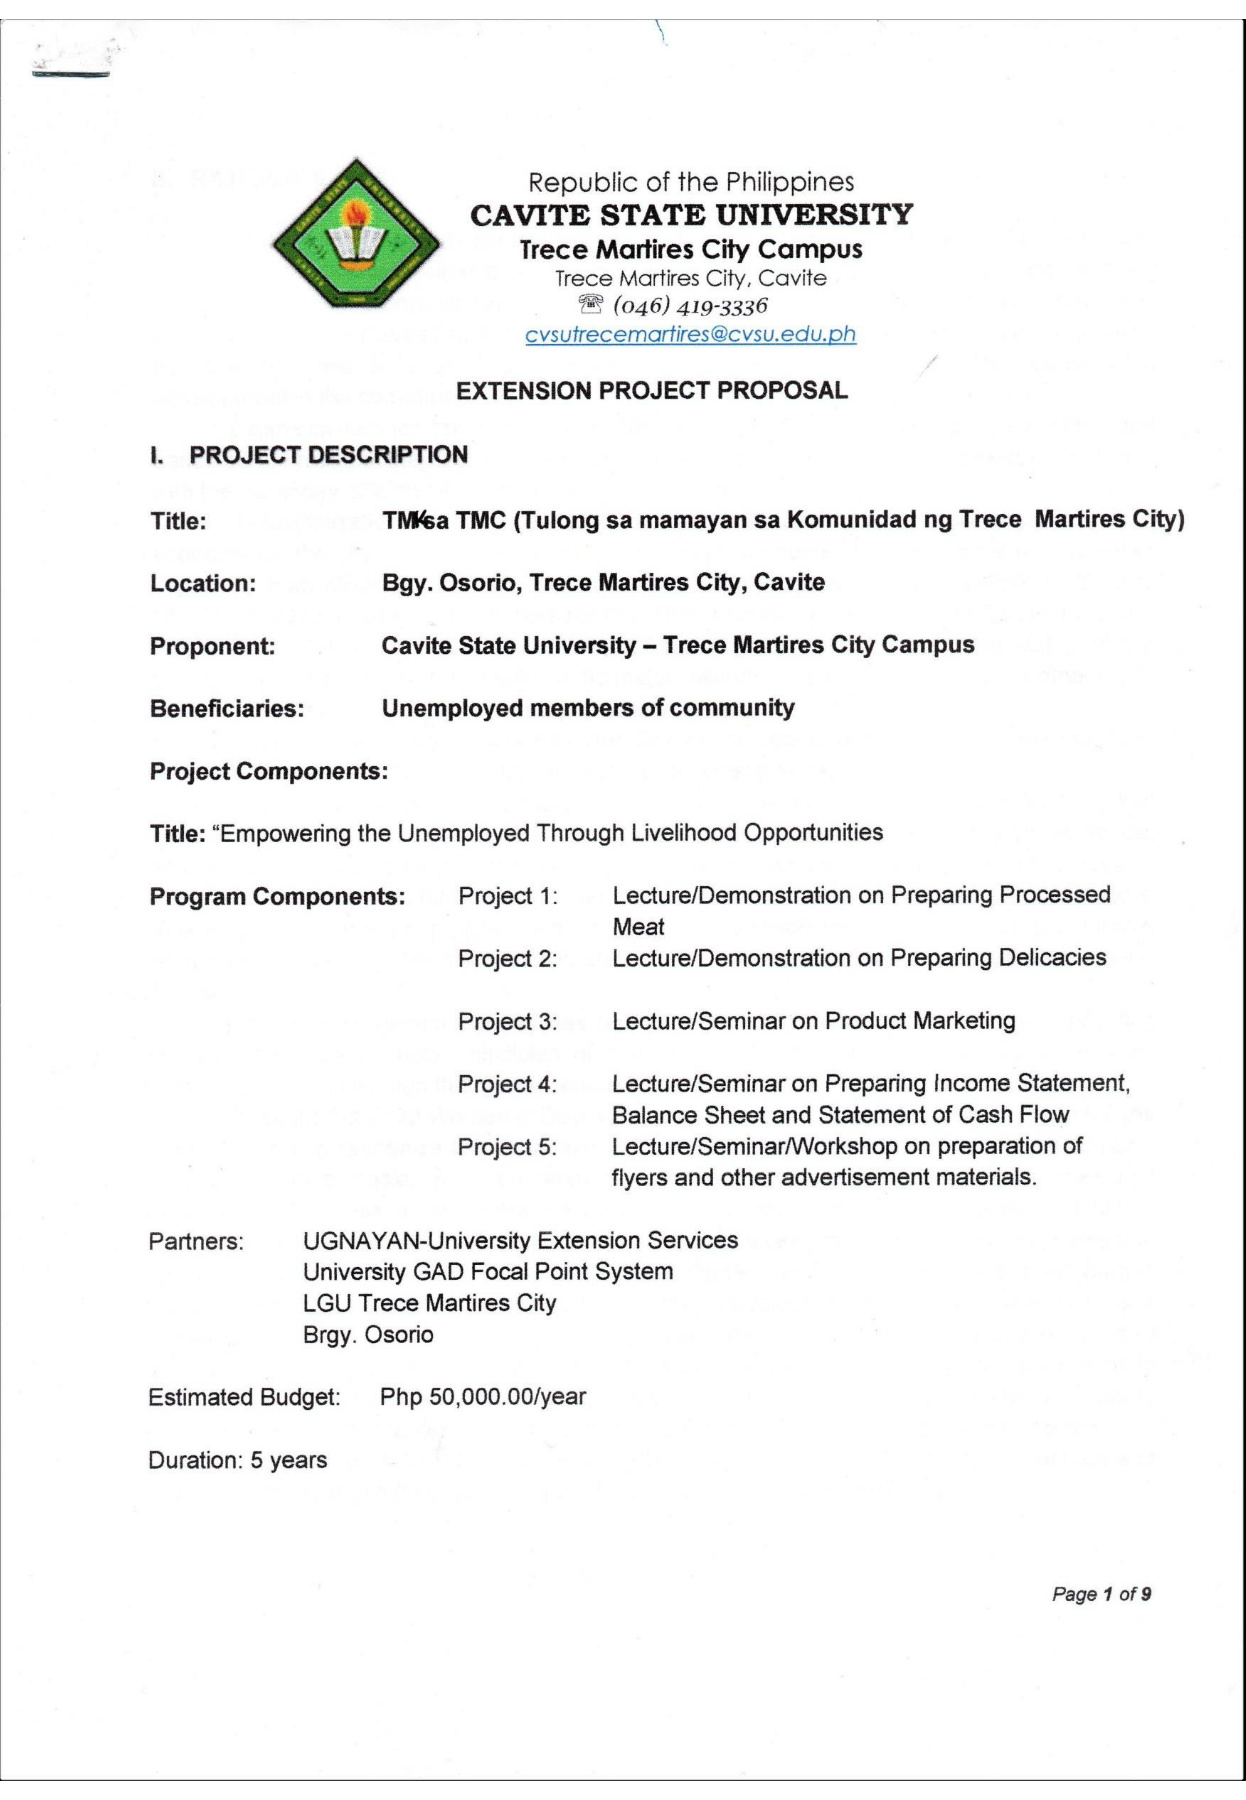 Republic of the Philippines
CAVITE STATE UNIVERSITY
Trece Martires City Campus
Trece Martires City, Cavite
☏ (046) 419-3336
cvsutrecemartires@cvsu.edu.ph
EXTENSION PROJECT PROPOSAL
I. PROJECT DESCRIPTION
Title: TMK sa TMC (Tulong sa mamayan sa Komunidad ng Trece Martires City)
Location: Bgy. Osorio, Trece Martires City, Cavite
Proponent: Cavite State University – Trece Martires City Campus
Beneficiaries: Unemployed members of community
Project Components:
Title: “Empowering the Unemployed Through Livelihood Opportunities
Program Components: Project 1: Lecture/Demonstration on Preparing Processed
Meat
Project 2: Lecture/Demonstration on Preparing Delicacies
Project 3: Lecture/Seminar on Product Marketing
Project 4: Lecture/Seminar on Preparing Income Statement,
Balance Sheet and Statement of Cash Flow
Project 5: Lecture/Seminar/Workshop on preparation of
flyers and other advertisement materials.
Partners: UGNAYAN-University Extension Services
University GAD Focal Point System
LGU Trece Martires City
Brgy. Osorio
Estimated Budget: Php 50,000.00/year
Duration: 5 years
Page 1 of 9